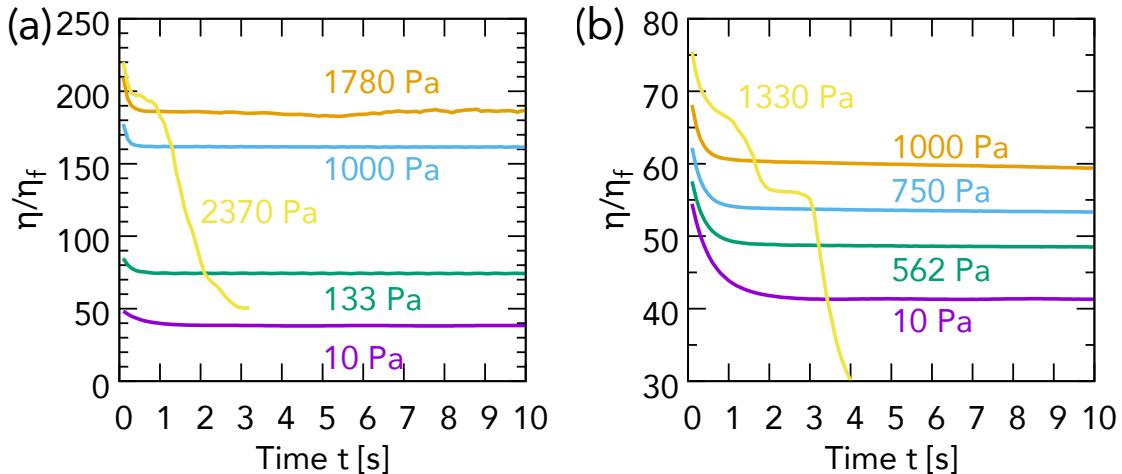 (a)
250
200
150
100
50
0
η/ηf
1780 Pa
1000 Pa
2370 Pa
133 Pa
10 Pa
0 1 2 3 4 5 6 7 8 9 10
Time t [s]
(b)
80
70
60
50
40
30
η/ηf
1330 Pa
1000 Pa
750 Pa
562 Pa
10 Pa
0 1 2 3 4 5 6 7 8 9 10
Time t [s]